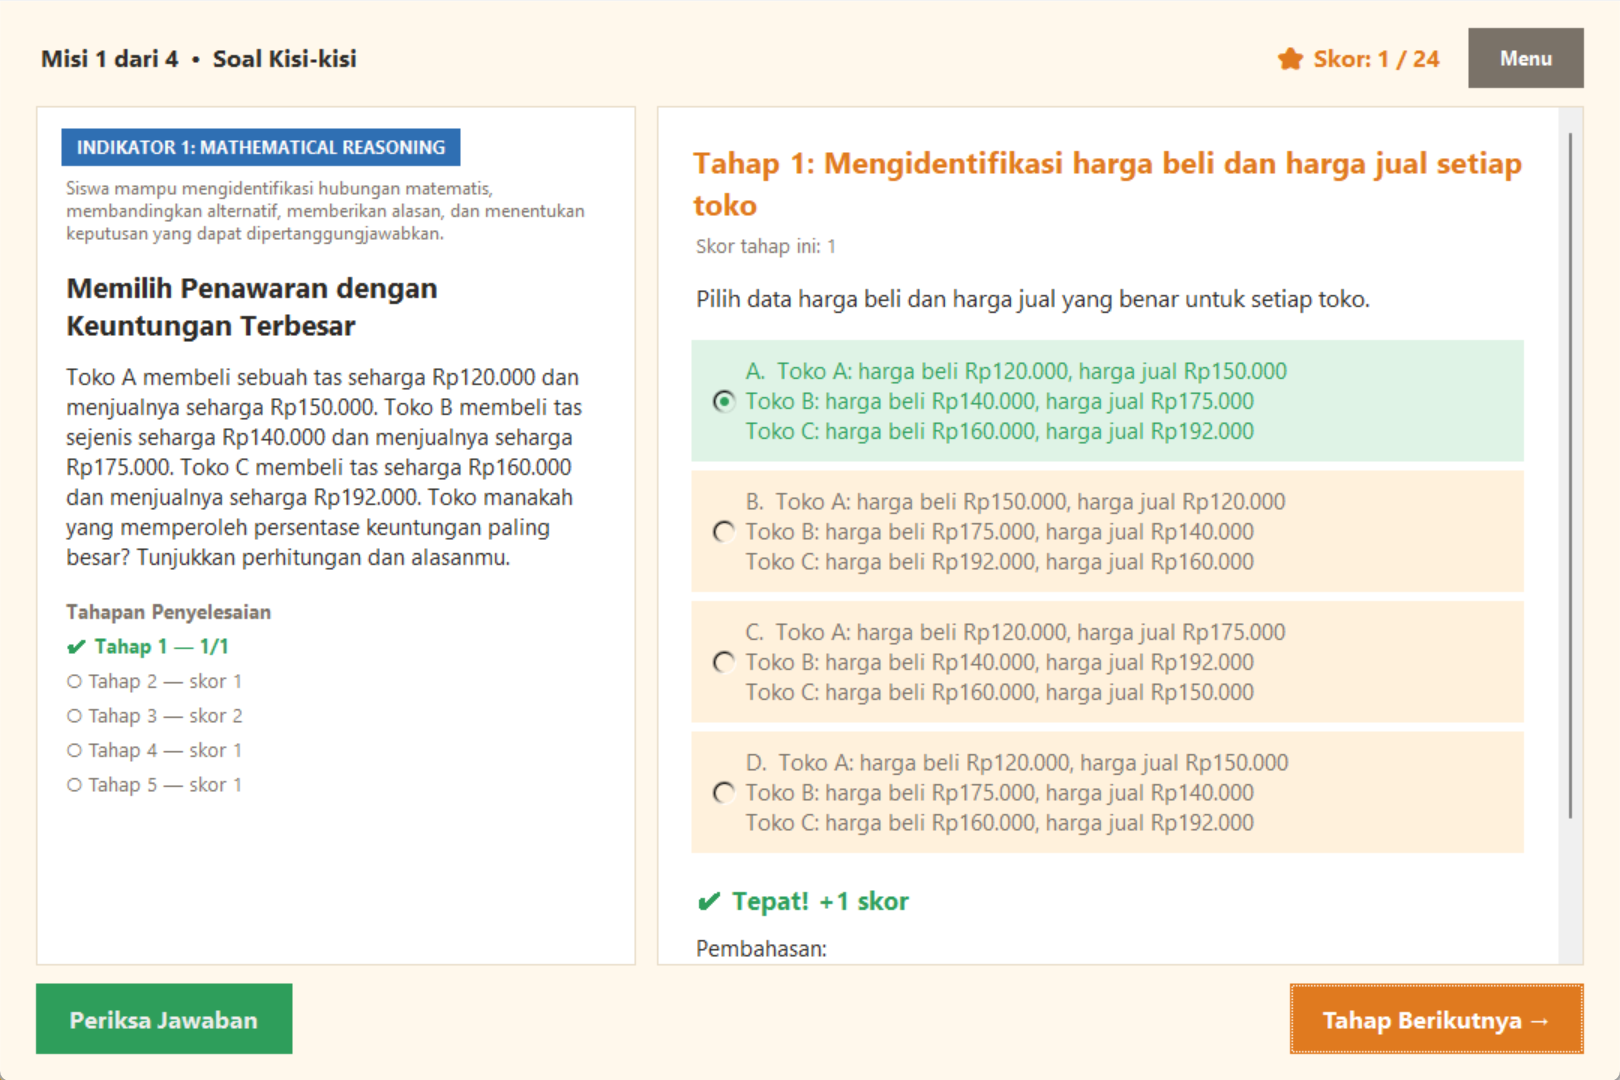 Misi 1 dari 4 • Soal Kisi-kisi
Skor: 1 / 24
Menu
INDIKATOR 1: MATHEMATICAL REASONING
Siswa mampu mengidentifikasi hubungan matematis,
membandingkan alternatif, memberikan alasan, dan menentukan
keputusan yang dapat dipertanggungjawabkan.
Memilih Penawaran dengan
Keuntungan Terbesar
Toko A membeli sebuah tas seharga Rp120.000 dan
menjualnya seharga Rp150.000. Toko B membeli tas
sejenis seharga Rp140.000 dan menjualnya seharga
Rp175.000. Toko C membeli tas seharga Rp160.000
dan menjualnya seharga Rp192.000. Toko manakah
yang memperoleh persentase keuntungan paling
besar? Tunjukkan perhitungan dan alasanmu.
Tahapan Penyelesaian
✔ Tahap 1 — 1/1
○ Tahap 2 — skor 1
○ Tahap 3 — skor 2
○ Tahap 4 — skor 1
○ Tahap 5 — skor 1
Tahap 1: Mengidentifikasi harga beli dan harga jual setiap
toko
Skor tahap ini: 1
Pilih data harga beli dan harga jual yang benar untuk setiap toko.
A. Toko A: harga beli Rp120.000, harga jual Rp150.000
Toko B: harga beli Rp140.000, harga jual Rp175.000
Toko C: harga beli Rp160.000, harga jual Rp192.000
B. Toko A: harga beli Rp150.000, harga jual Rp120.000
Toko B: harga beli Rp175.000, harga jual Rp140.000
Toko C: harga beli Rp192.000, harga jual Rp160.000
C. Toko A: harga beli Rp120.000, harga jual Rp175.000
Toko B: harga beli Rp140.000, harga jual Rp192.000
Toko C: harga beli Rp160.000, harga jual Rp150.000
D. Toko A: harga beli Rp120.000, harga jual Rp150.000
Toko B: harga beli Rp175.000, harga jual Rp140.000
Toko C: harga beli Rp160.000, harga jual Rp192.000
✔ Tepat! +1 skor
Pembahasan:
Periksa Jawaban
Tahap Berikutnya →